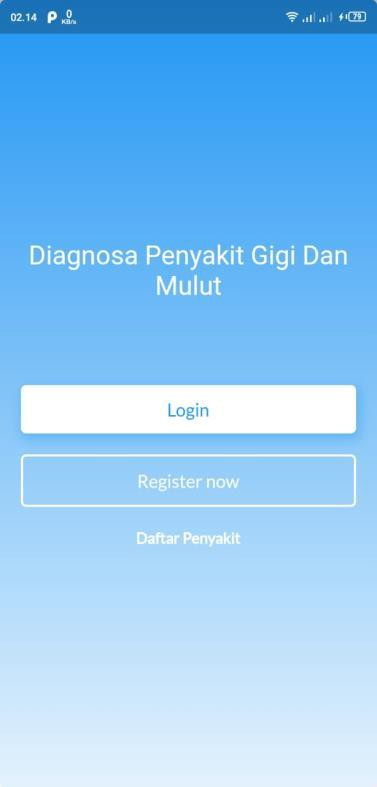 02.14 P 0 KB/s 79
Diagnosa Penyakit Gigi Dan
Mulut
Login
Register now
Daftar Penyakit